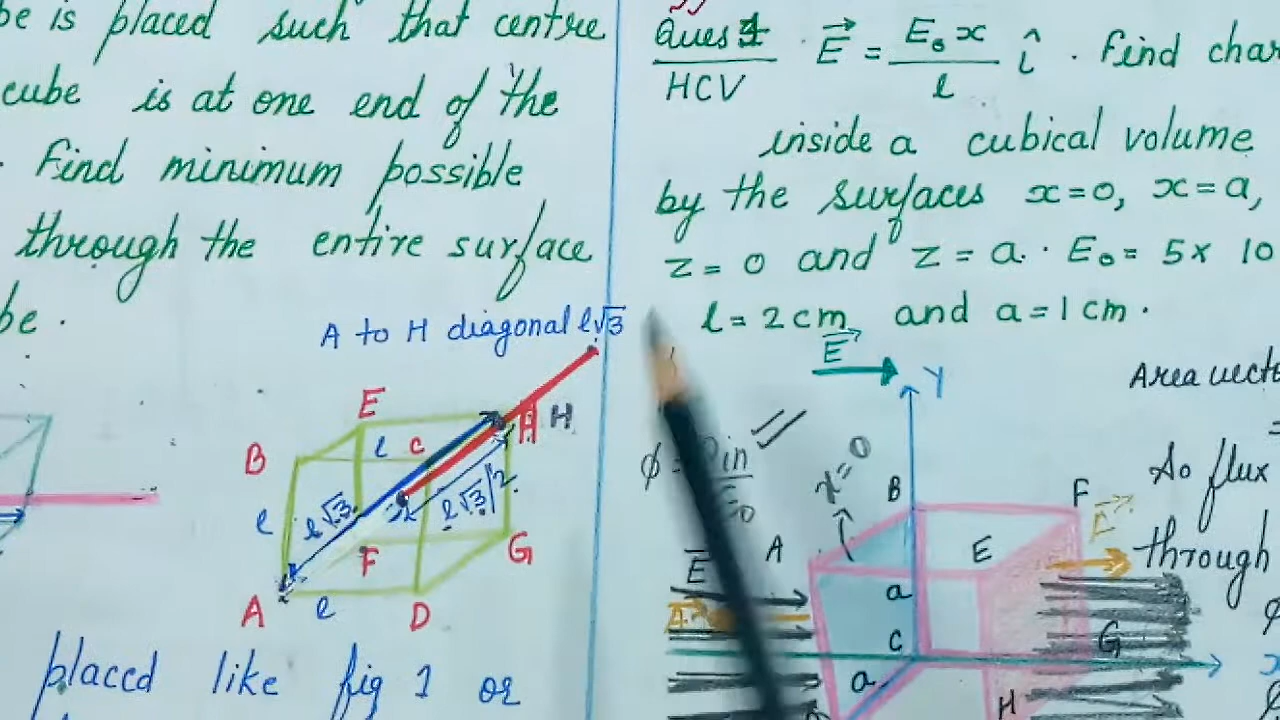 be is placed such that centre
cube is at one end of the
. Find minimum possible
through the entire surface
be.
A to H diagonal l√3
E
B
l
C
H
l
l√3
l√3/2
F
G
A
l
D
placed like fig 1 or
Ques 1 . E⃗ = E₀x/l î . Find char
HCV
inside a cubical volume
by the surfaces x=0, x=a,
z=0 and z=a. E₀ = 5×10
l = 2cm and a = 1cm.
E⃗
Y
Area vect
So flux
through
x=0
B
F
A
E
E⃗
E⃗
a
C
G
a
H
x